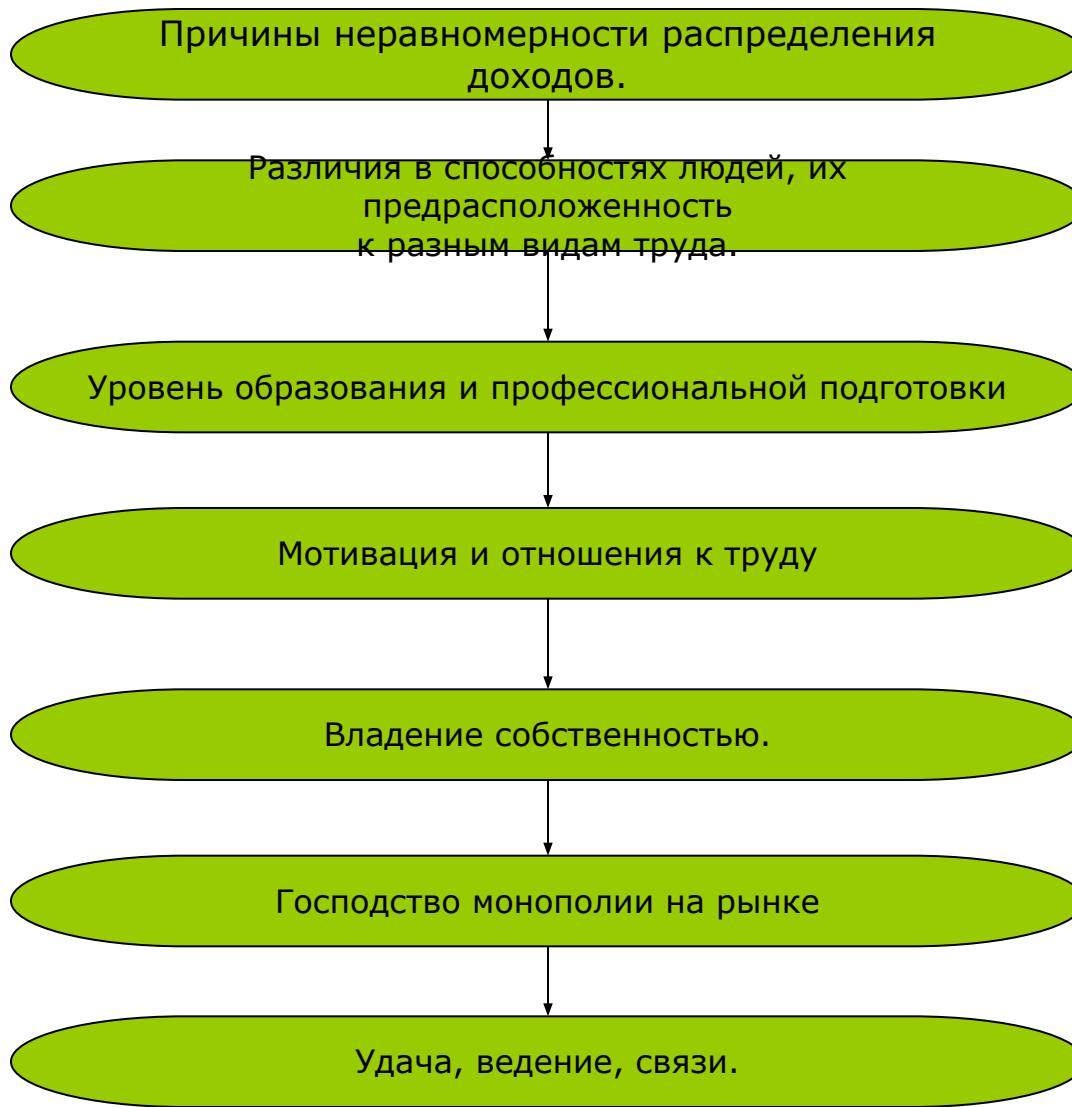 Причины неравномерности распределения
доходов.
Различия в способностях людей, их
предрасположенность
к разным видам труда.
Уровень образования и профессиональной подготовки
Мотивация и отношения к труду
Владение собственностью.
Господство монополии на рынке
Удача, ведение, связи.